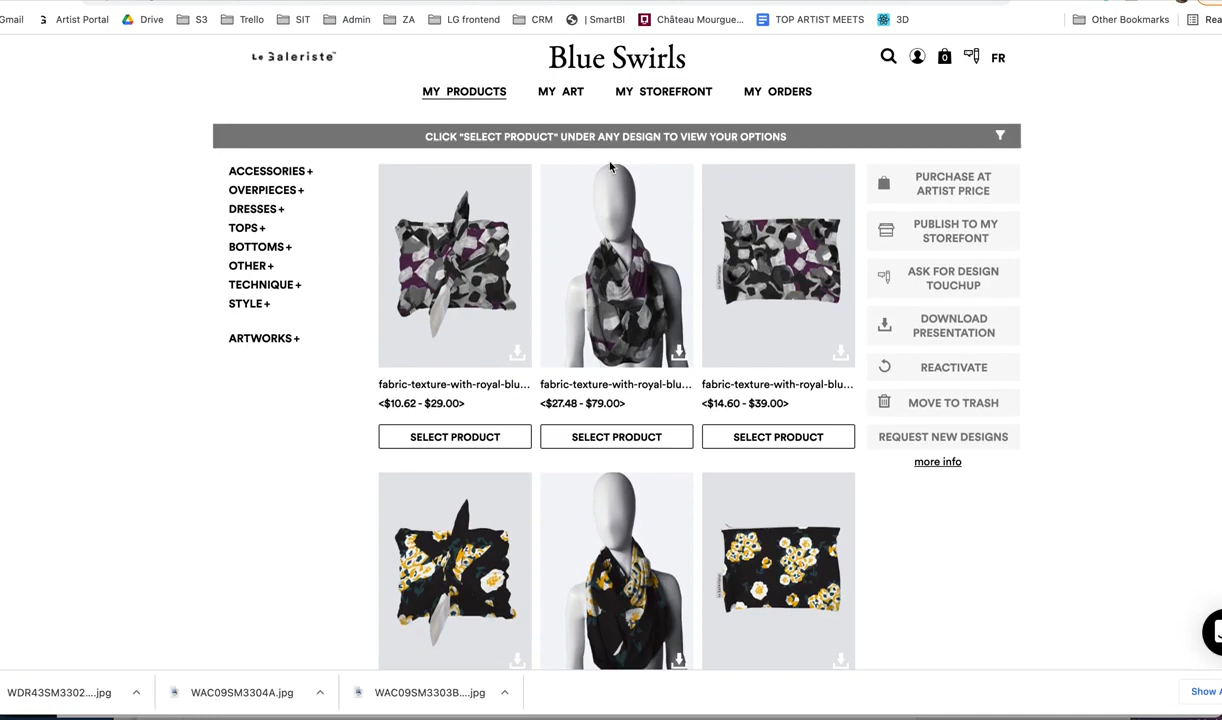 Gmail Artist Portal Drive S3 Trello SIT Admin ZA LG frontend CRM | SmartBI Château Mourgue... TOP ARTIST MEETS 3D Other Bookmarks
Le Galeriste™
Blue Swirls
0 FR
MY PRODUCTS MY ART MY STOREFRONT MY ORDERS
CLICK "SELECT PRODUCT" UNDER ANY DESIGN TO VIEW YOUR OPTIONS
ACCESSORIES+
OVERPIECES+
DRESSES+
TOPS+
BOTTOMS+
OTHER+
TECHNIQUE+
STYLE+
ARTWORKS+
fabric-texture-with-royal-blu... fabric-texture-with-royal-blu... fabric-texture-with-royal-blu...
<$10.62 - $29.00> <$27.48 - $79.00> <$14.60 - $39.00>
SELECT PRODUCT SELECT PRODUCT SELECT PRODUCT
PURCHASE AT
ARTIST PRICE
PUBLISH TO MY
STOREFONT
ASK FOR DESIGN
TOUCHUP
DOWNLOAD
PRESENTATION
REACTIVATE
MOVE TO TRASH
REQUEST NEW DESIGNS
more info
WDR43SM3302....jpg WAC09SM3304A.jpg WAC09SM3303B....jpg Show